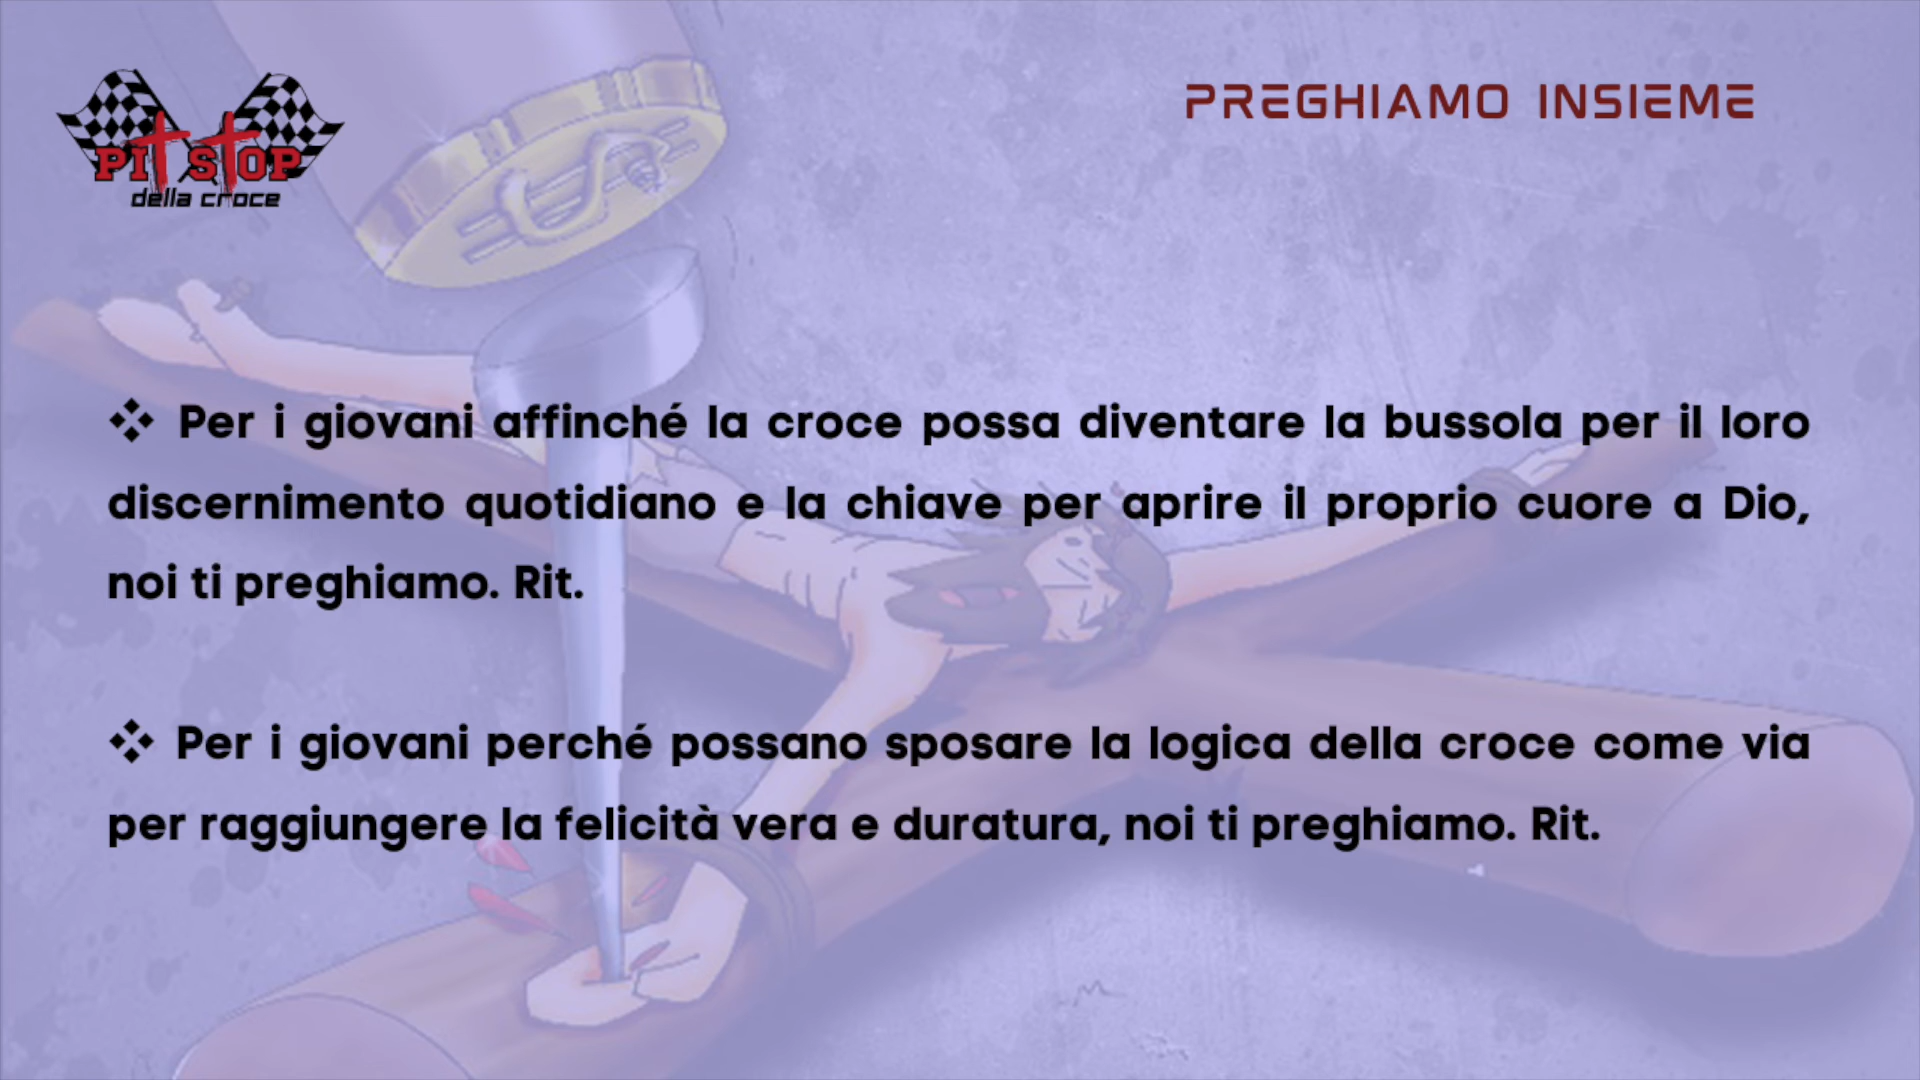 PIT STOP
della croce
PREGHIAMO INSIEME
❖ Per i giovani affinché la croce possa diventare la bussola per il loro
discernimento quotidiano e la chiave per aprire il proprio cuore a Dio,
noi ti preghiamo. Rit.
❖ Per i giovani perché possano sposare la logica della croce come via
per raggiungere la felicità vera e duratura, noi ti preghiamo. Rit.